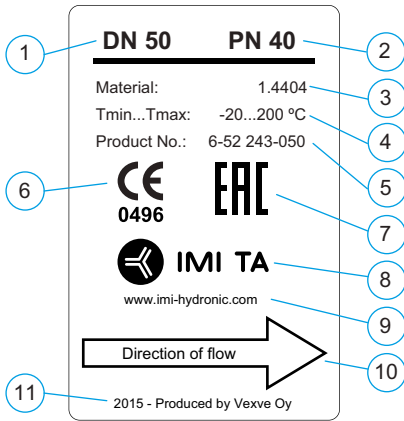 1 DN 50 PN 40 2
Material: 1.4404 3
Tmin...Tmax: -20...200 ºC 4
Product No.: 6-52 243-050 5
6 CE EAC 7
0496
IMI TA 8
www.imi-hydronic.com 9
Direction of flow 10
11 2015 - Produced by Vexve Oy